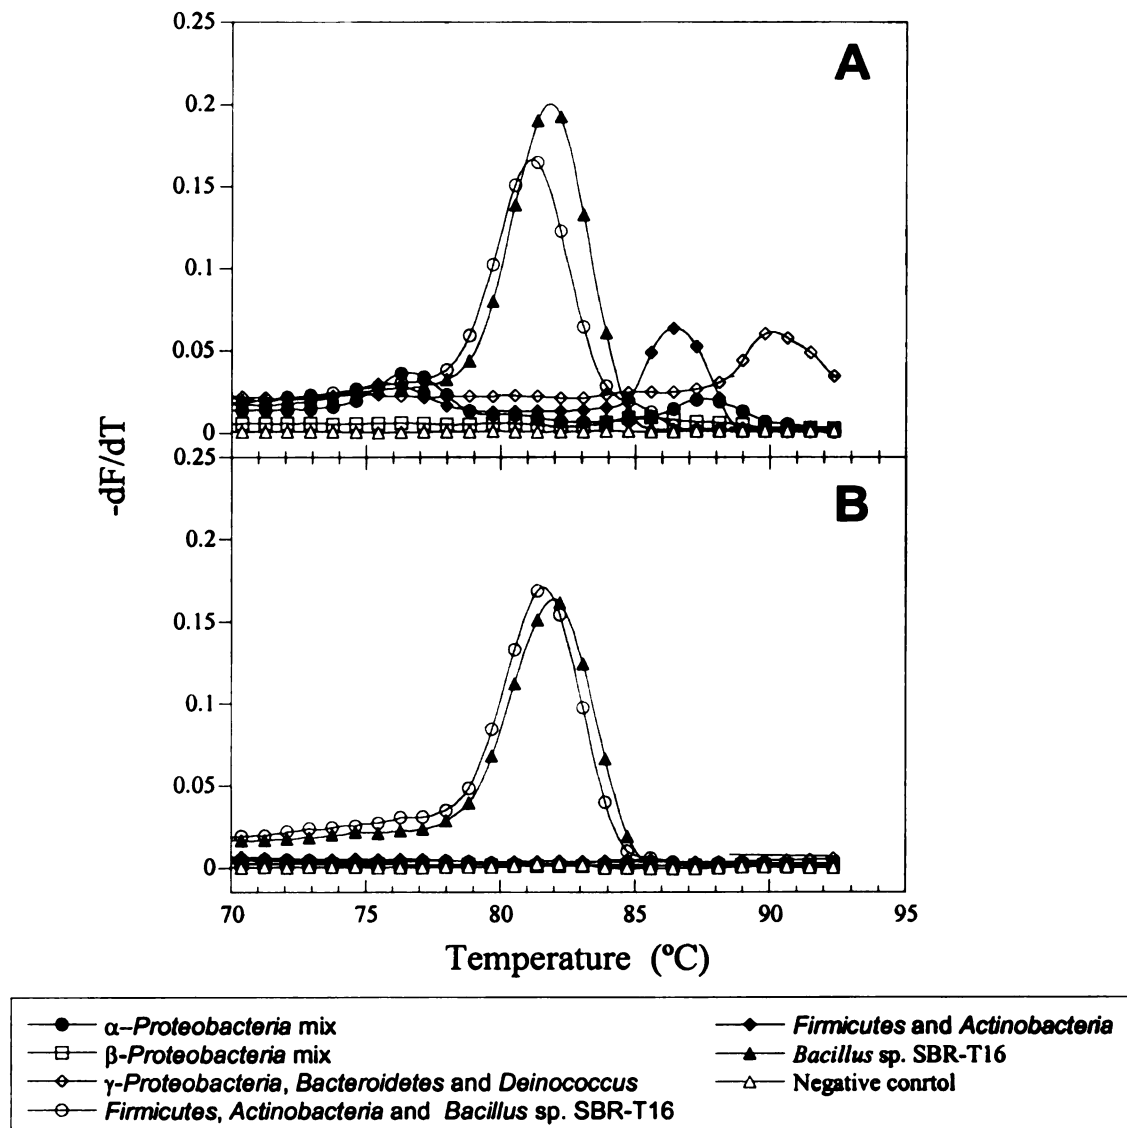 0.25
A
0.2
0.15
0.1
0.05
0
-dF/dT
0.25
B
0.2
0.15
0.1
0.05
0
70 75 80 85 90 95
Temperature (ºC)
α–Proteobacteria mix
β-Proteobacteria mix
γ-Proteobacteria, Bacteroidetes and Deinococcus
Firmicutes, Actinobacteria and Bacillus sp. SBR-T16
Firmicutes and Actinobacteria
Bacillus sp. SBR-T16
Negative conrtol